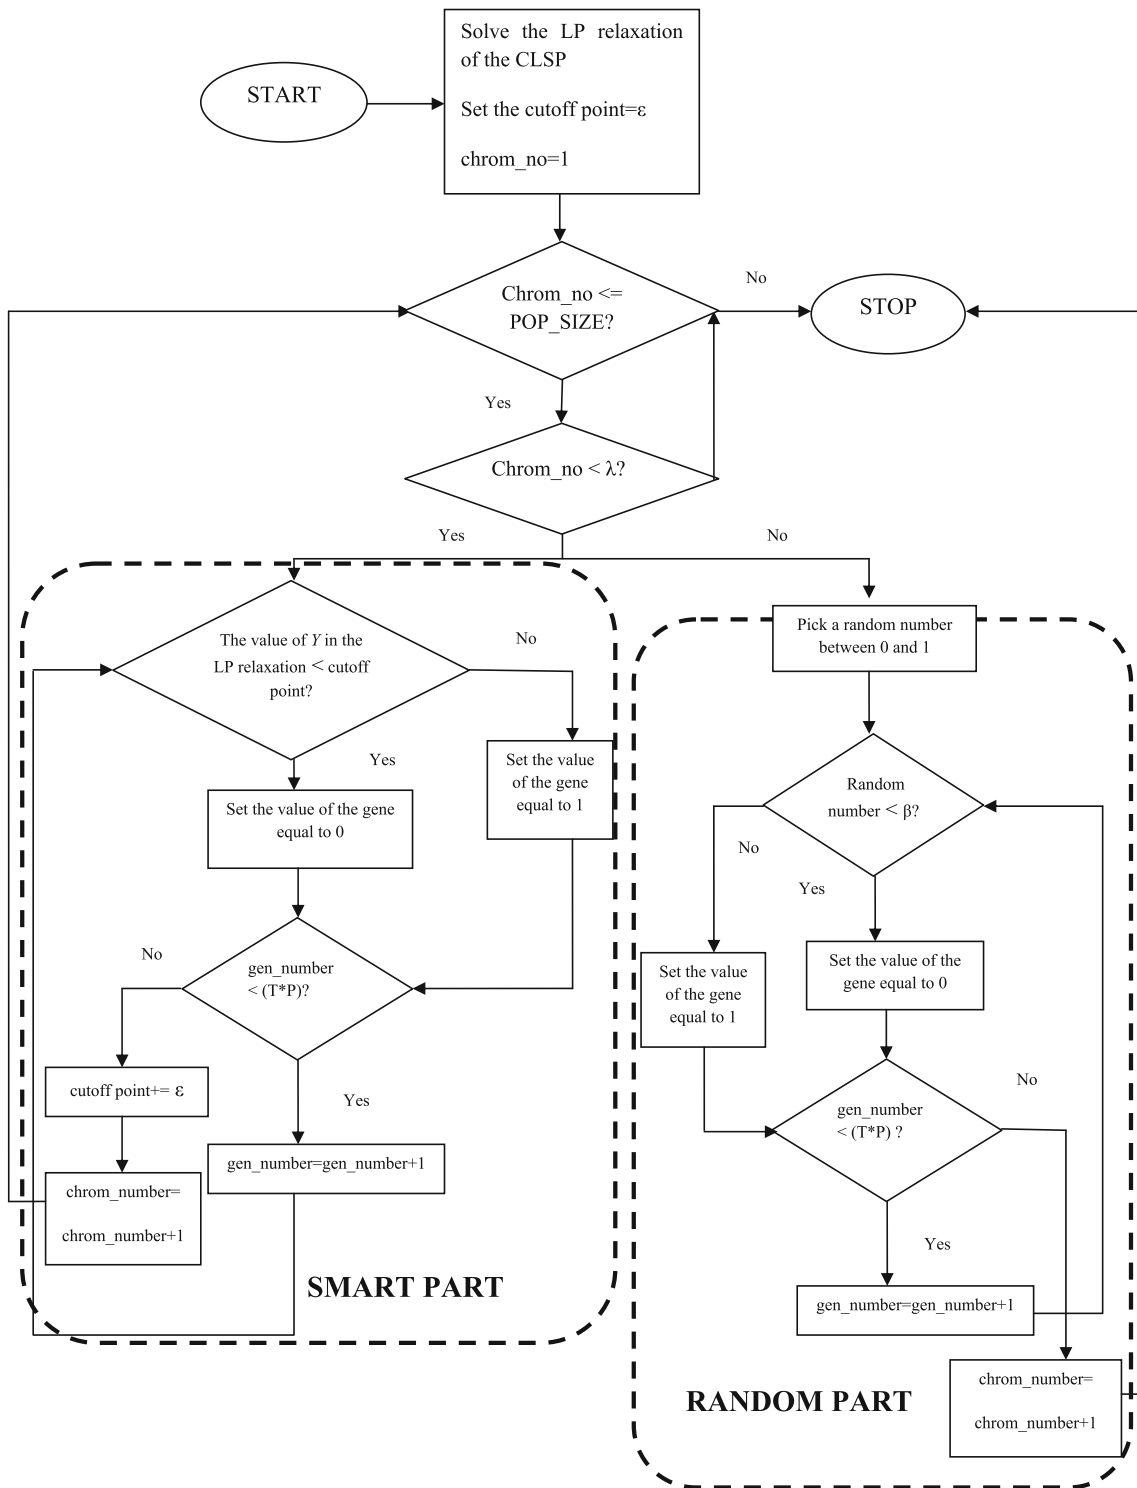 Solve the LP relaxation
of the CLSP
START
Set the cutoff point=ε
chrom_no=1
No
Chrom_no <=
POP_SIZE?
STOP
Yes
Chrom_no < λ?
Yes
No
The value of Y in the
LP relaxation < cutoff
point?
No
Pick a random number
between 0 and 1
Yes
Set the value
of the gene
equal to 1
Set the value of the gene
equal to 0
Random
number < β?
No
Yes
No
gen_number
< (T*P)?
Set the value
of the gene
equal to 1
Set the value of the
gene equal to 0
cutoff point+= ε
Yes
No
gen_number
< (T*P) ?
gen_number=gen_number+1
chrom_number=
chrom_number+1
Yes
SMART PART
gen_number=gen_number+1
RANDOM PART
chrom_number=
chrom_number+1